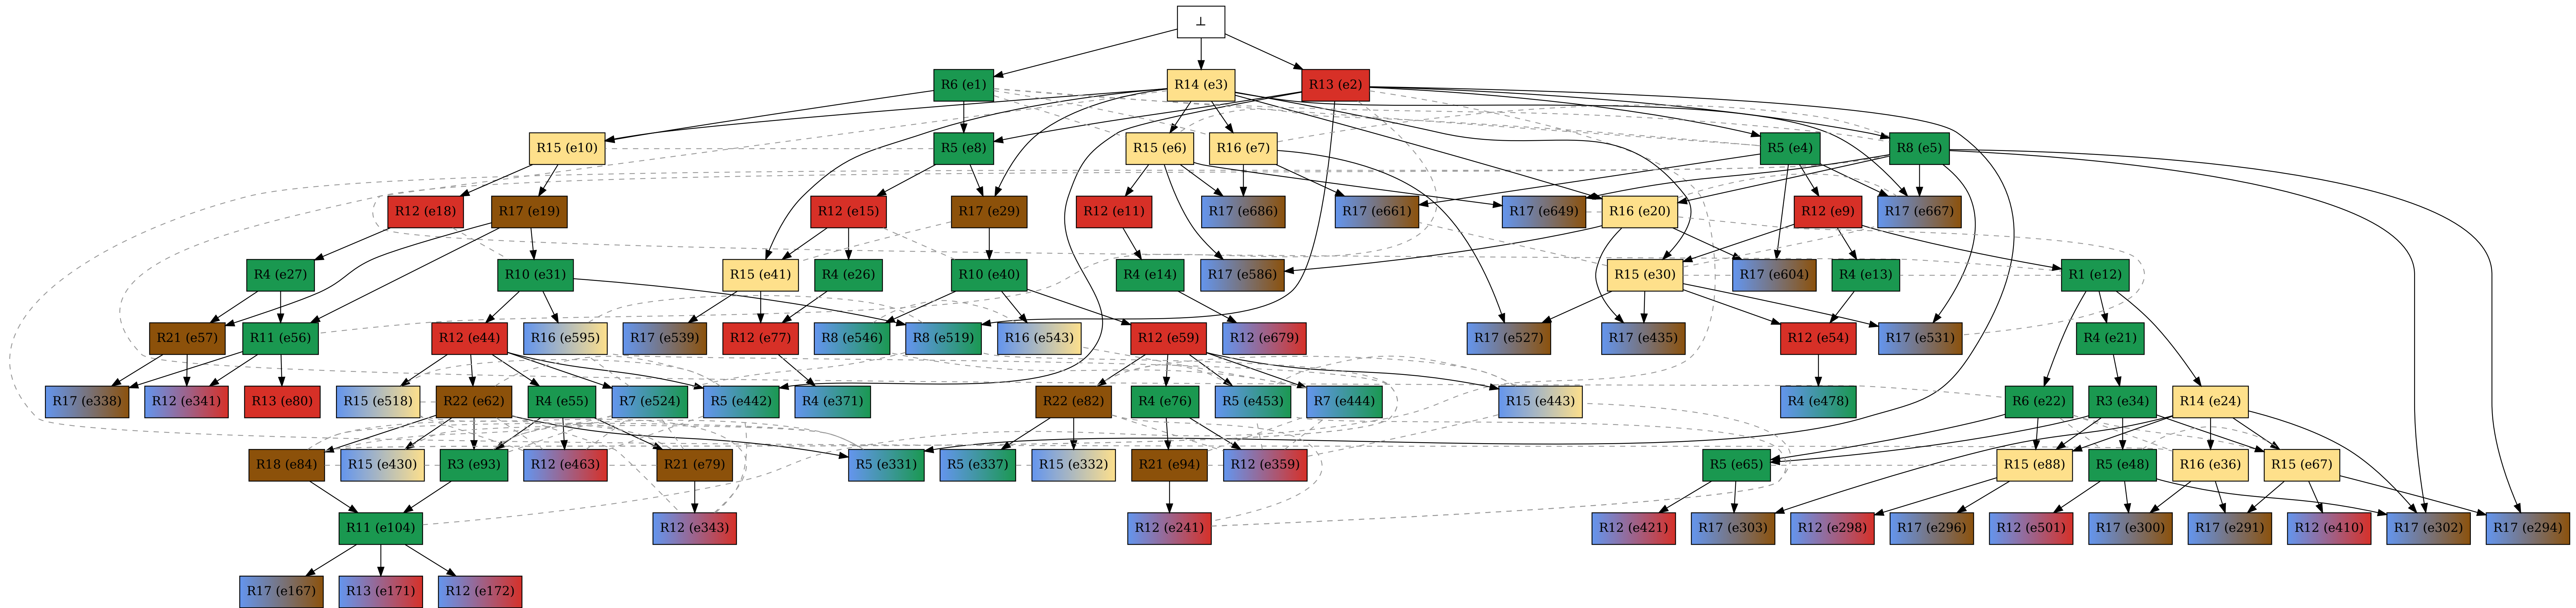 ⊥
R6 (e1)
R14 (e3)
R13 (e2)
R15 (e10)
R5 (e8)
R15 (e6)
R16 (e7)
R5 (e4)
R8 (e5)
R12 (e18)
R17 (e19)
R12 (e15)
R17 (e29)
R12 (e11)
R17 (e686)
R17 (e661)
R17 (e649)
R16 (e20)
R12 (e9)
R17 (e667)
R4 (e27)
R10 (e31)
R15 (e41)
R4 (e26)
R10 (e40)
R4 (e14)
R17 (e586)
R15 (e30)
R17 (e604)
R4 (e13)
R1 (e12)
R21 (e57)
R11 (e56)
R12 (e44)
R16 (e595)
R17 (e539)
R12 (e77)
R8 (e546)
R8 (e519)
R16 (e543)
R12 (e59)
R12 (e679)
R17 (e527)
R17 (e435)
R12 (e54)
R17 (e531)
R4 (e21)
R17 (e338)
R12 (e341)
R13 (e80)
R15 (e518)
R22 (e62)
R4 (e55)
R7 (e524)
R5 (e442)
R4 (e371)
R22 (e82)
R4 (e76)
R5 (e453)
R7 (e444)
R15 (e443)
R4 (e478)
R6 (e22)
R3 (e34)
R14 (e24)
R18 (e84)
R15 (e430)
R3 (e93)
R12 (e463)
R21 (e79)
R5 (e331)
R5 (e337)
R15 (e332)
R21 (e94)
R12 (e359)
R5 (e65)
R15 (e88)
R5 (e48)
R16 (e36)
R15 (e67)
R11 (e104)
R12 (e343)
R12 (e241)
R12 (e421)
R17 (e303)
R12 (e298)
R17 (e296)
R12 (e501)
R17 (e300)
R17 (e291)
R12 (e410)
R17 (e302)
R17 (e294)
R17 (e167)
R13 (e171)
R12 (e172)